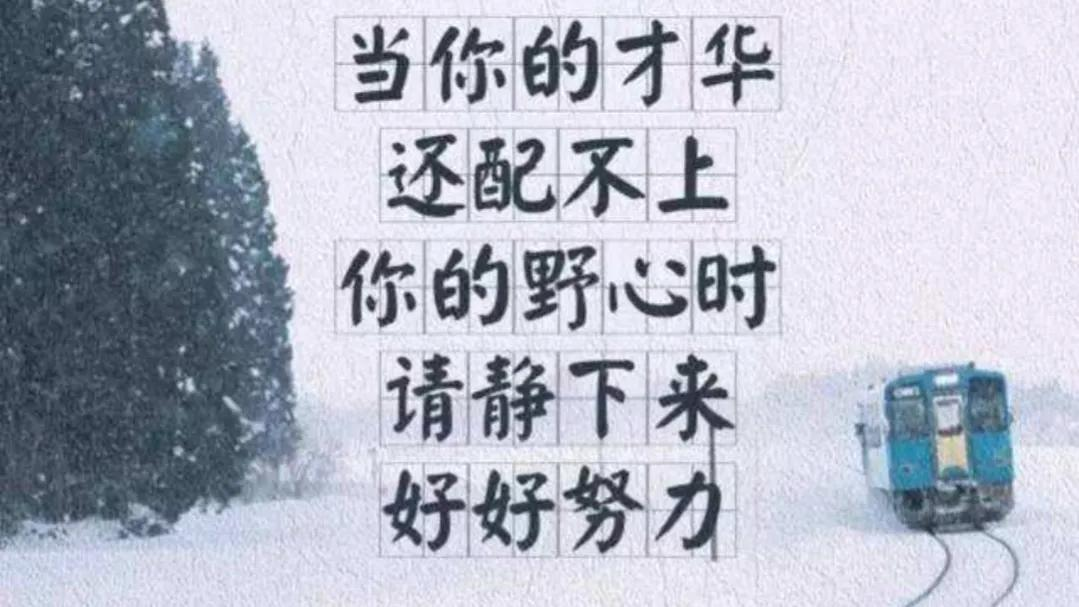 当你的才华
还配不上
你的野心时
请静下来
好好努力